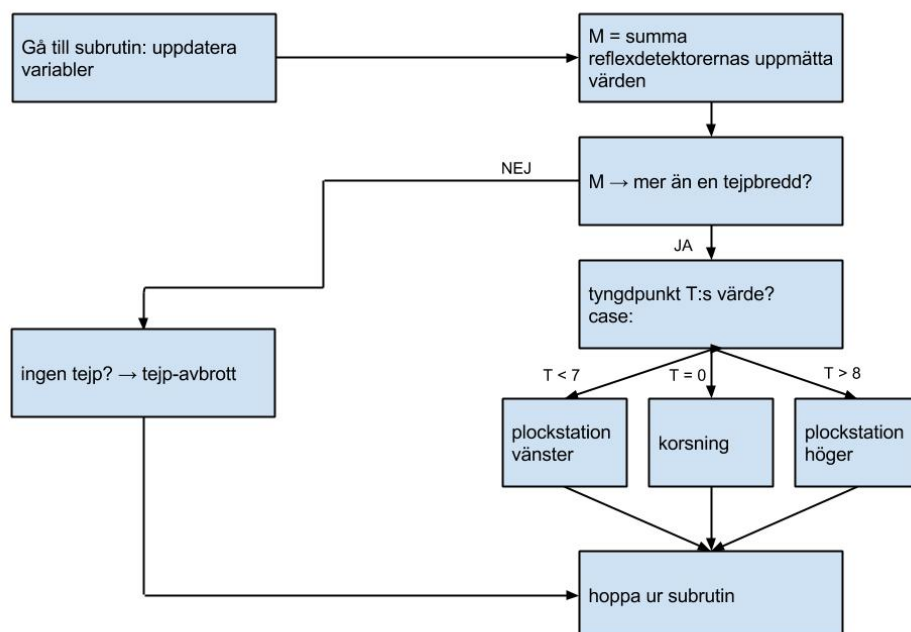 Gå till subrutin: uppdatera
variabler
M = summa
reflexdetektorernas uppmätta
värden
NEJ
M → mer än en tejpbredd?
JA
tyngdpunkt T:s värde?
case:
ingen tejp? → tejp-avbrott
T < 7
T = 0
T > 8
plockstation
vänster
korsning
plockstation
höger
hoppa ur subrutin